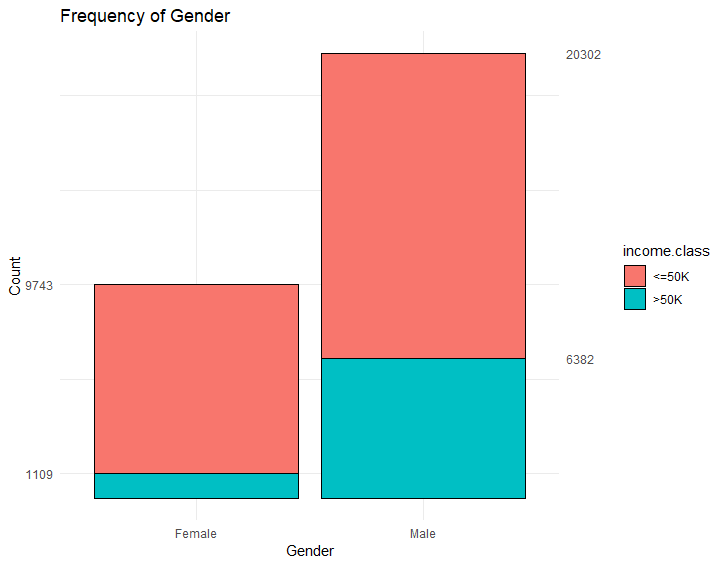 Frequency of Gender
20302
Count
9743
6382
1109
Female
Male
Gender
income.class
<=50K
>50K